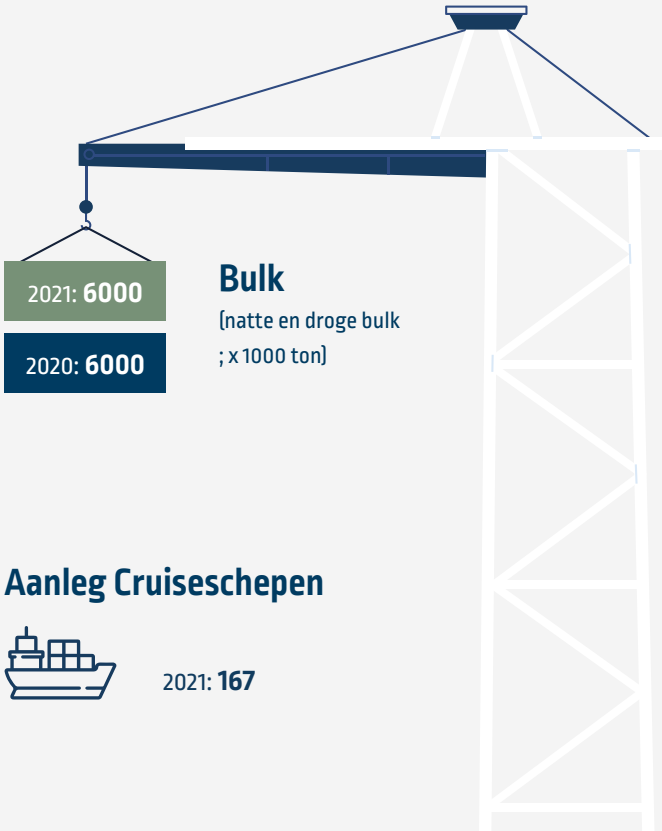 2021: 6000
2020: 6000
Bulk
(natte en droge bulk
; x 1000 ton)
Aanleg Cruiseschepen
2021: 167